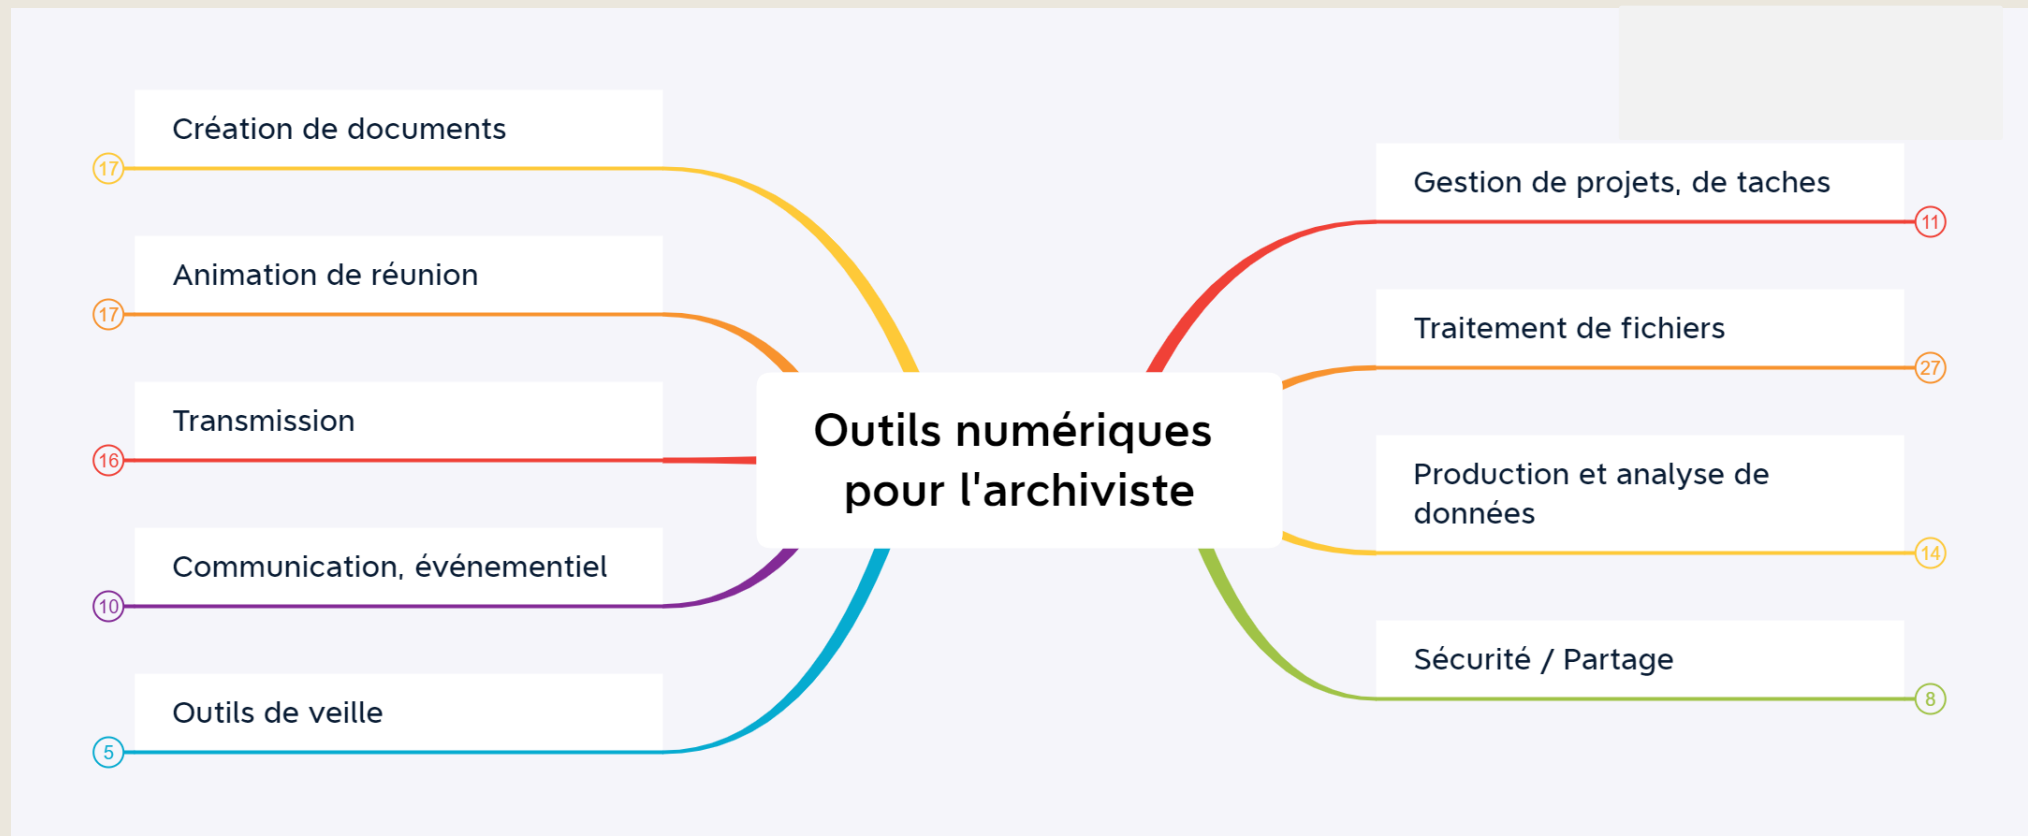 Création de documents
17
Animation de réunion
17
Transmission
16
Communication, événementiel
10
Outils de veille
5
Outils numériques
pour l'archiviste
Gestion de projets, de taches
11
Traitement de fichiers
27
Production et analyse de
données
14
Sécurité / Partage
8